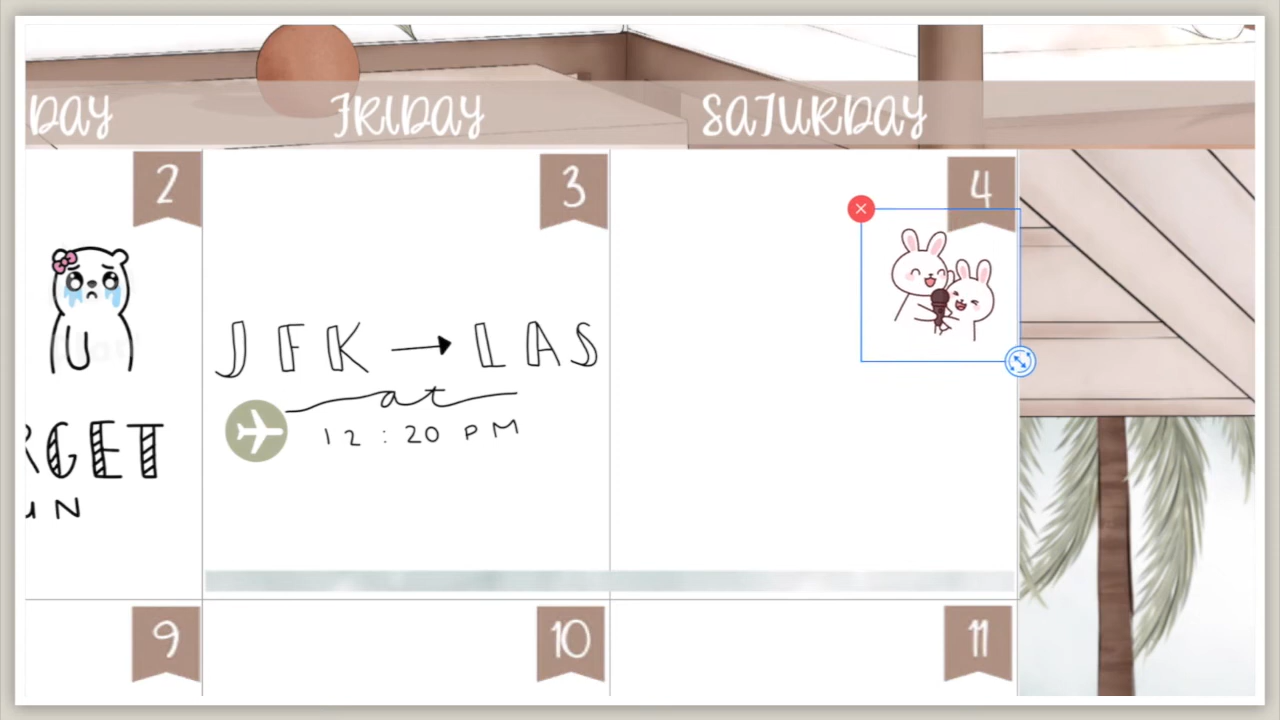 DAY FRIDAY SATURDAY
2 3 4
JFK → LAS
at
12:20 PM
RGET
UN
9 10 11